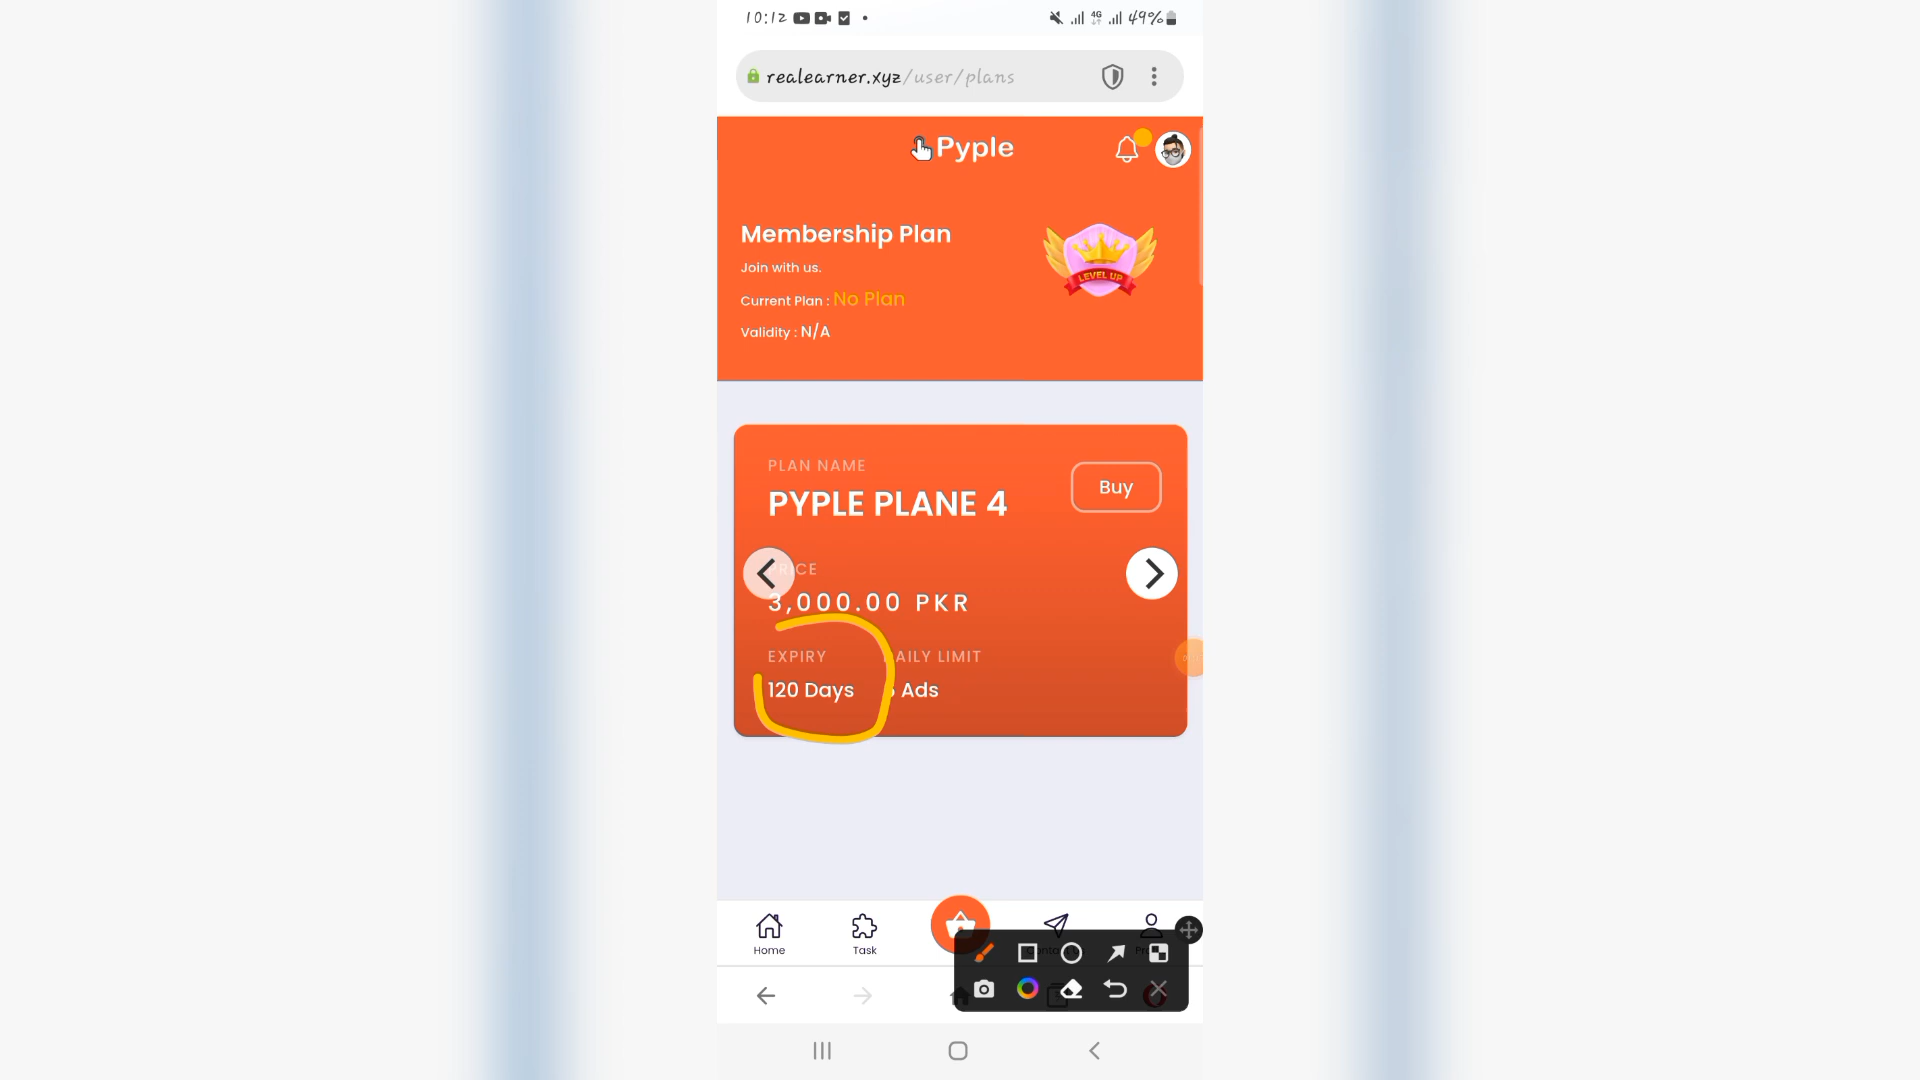 10:12
4G
49%
realearner.xyz/user/plans
Pyple
Membership Plan
Join with us.
Current Plan : No Plan
Validity : N/A
LEVEL UP
PLAN NAME
PYPLE PLANE 4
Buy
3,000.00 PKR
EXPIRY
120 Days
Ads
Home
Task